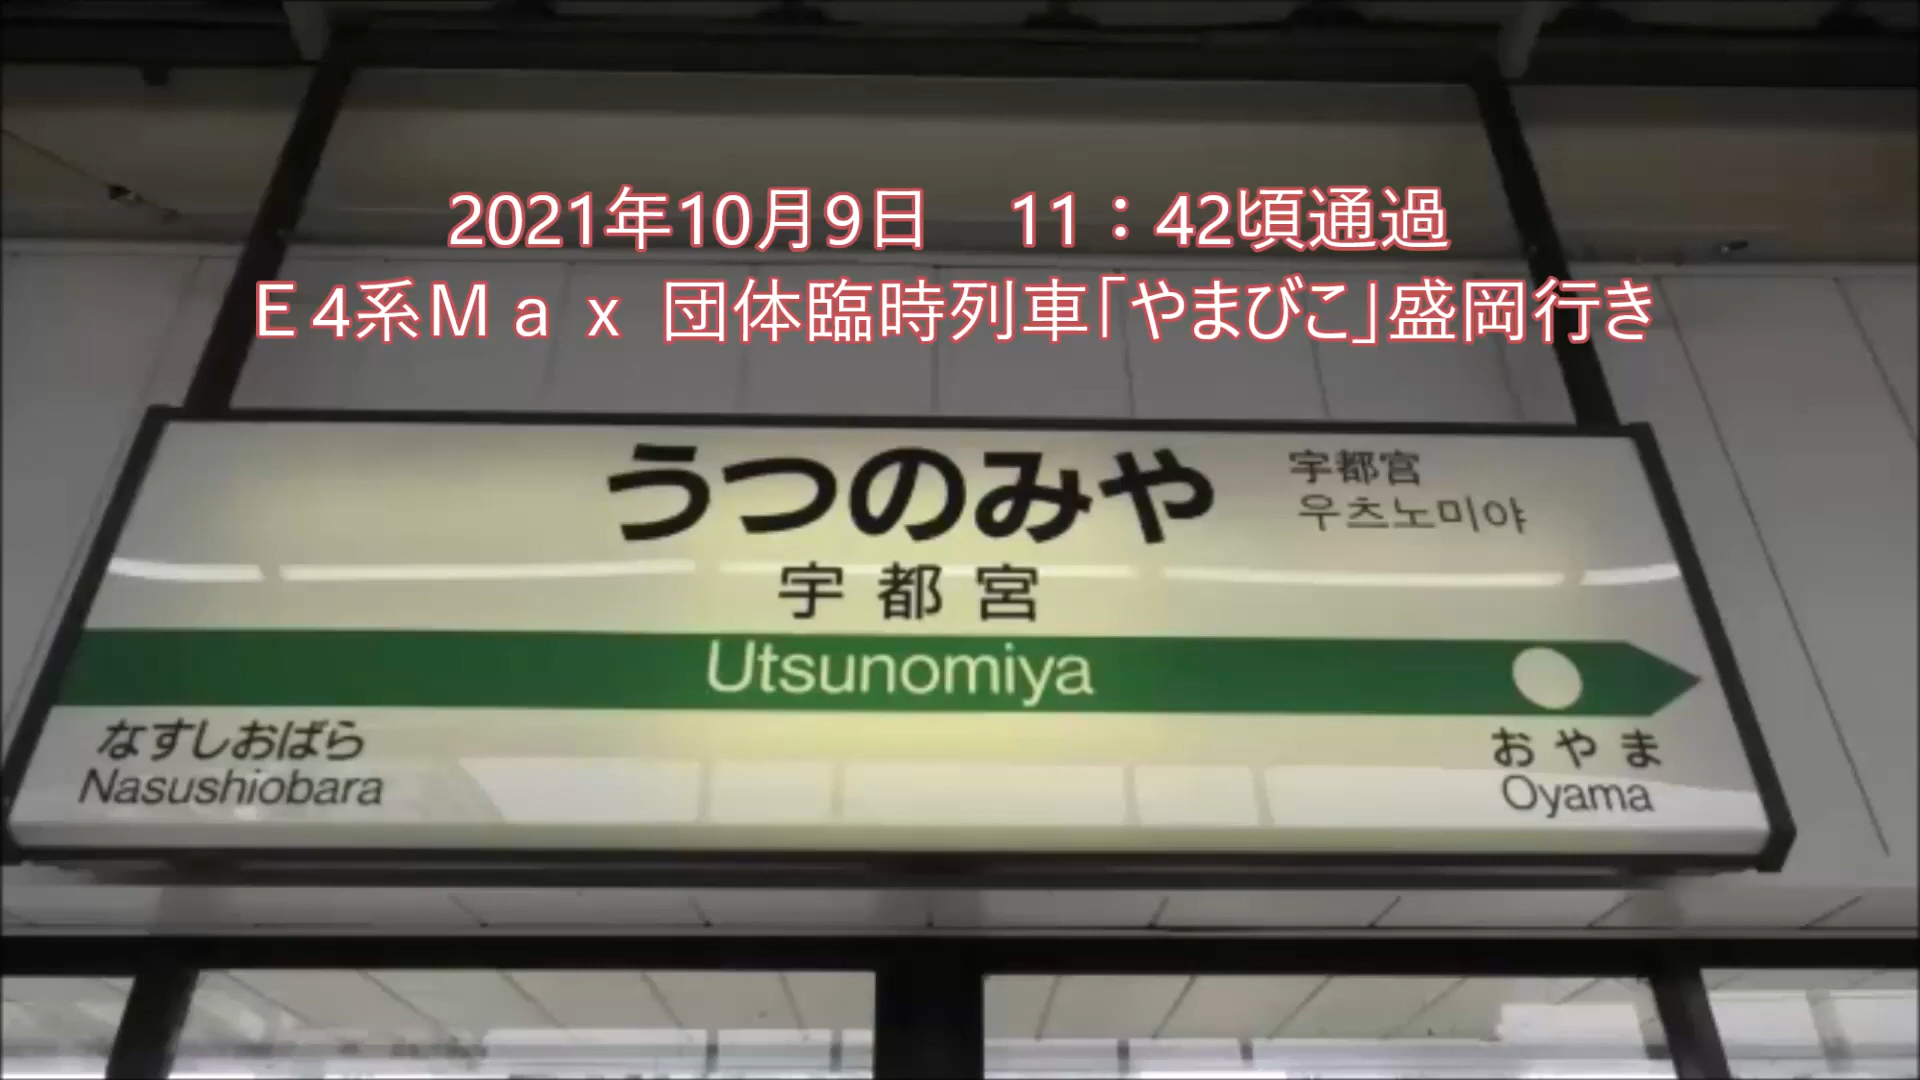 2021年10月9日　11：42頃通過
Ｅ4系Ｍａｘ 団体臨時列車「やまびこ」盛岡行き
うつのみや
宇都宮
우츠노미야
宇都宮
Utsunomiya
なすしおばら
Nasushiobara
おやま
Oyama